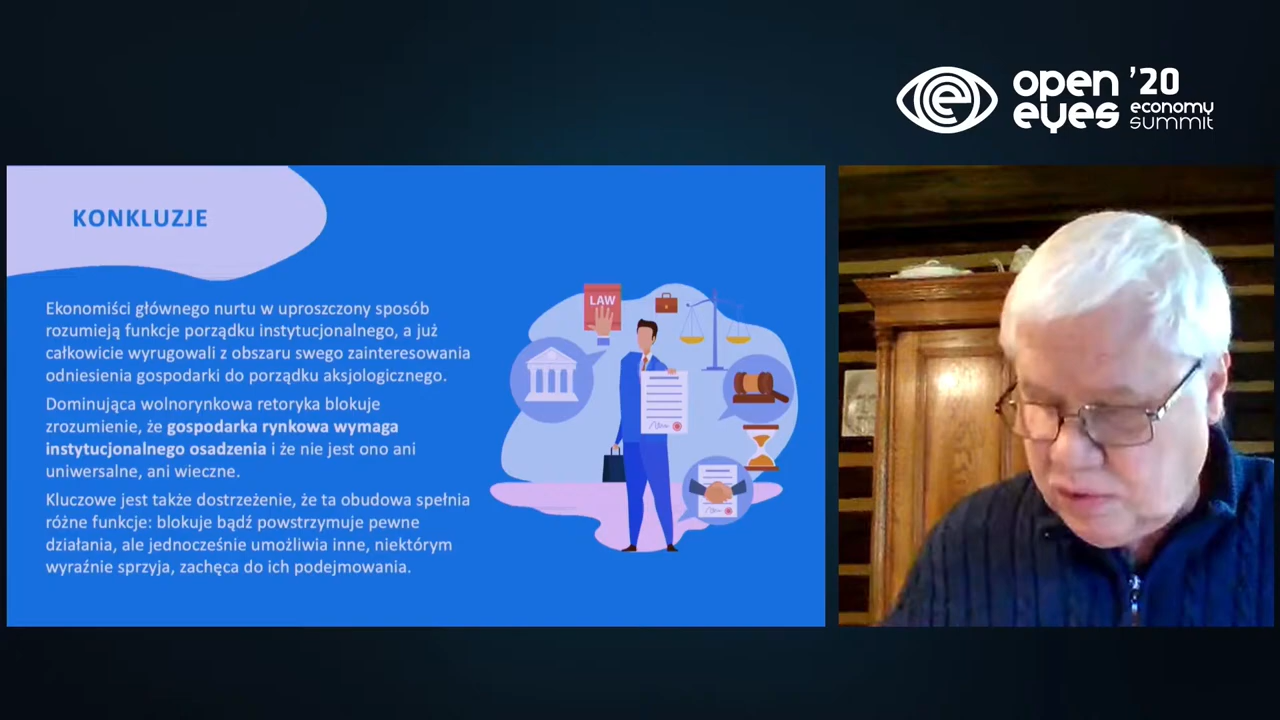 open '20
eyes economy
summit
KONKLUZJE
Ekonomiści głównego nurtu w uproszczony sposób
rozumieją funkcje porządku instytucjonalnego, a już
całkowicie wyrugowali z obszaru swego zainteresowania
odniesienia gospodarki do porządku aksjologicznego.
Dominująca wolnorynkowa retoryka blokuje
zrozumienie, że gospodarka rynkowa wymaga
instytucjonalnego osadzenia i że nie jest ono ani
uniwersalne, ani wieczne.
Kluczowe jest także dostrzeżenie, że ta obudowa spełnia
różne funkcje: blokuje bądź powstrzymuje pewne
działania, ale jednocześnie umożliwia inne, niektórym
wyraźnie sprzyja, zachęca do ich podejmowania.
LAW